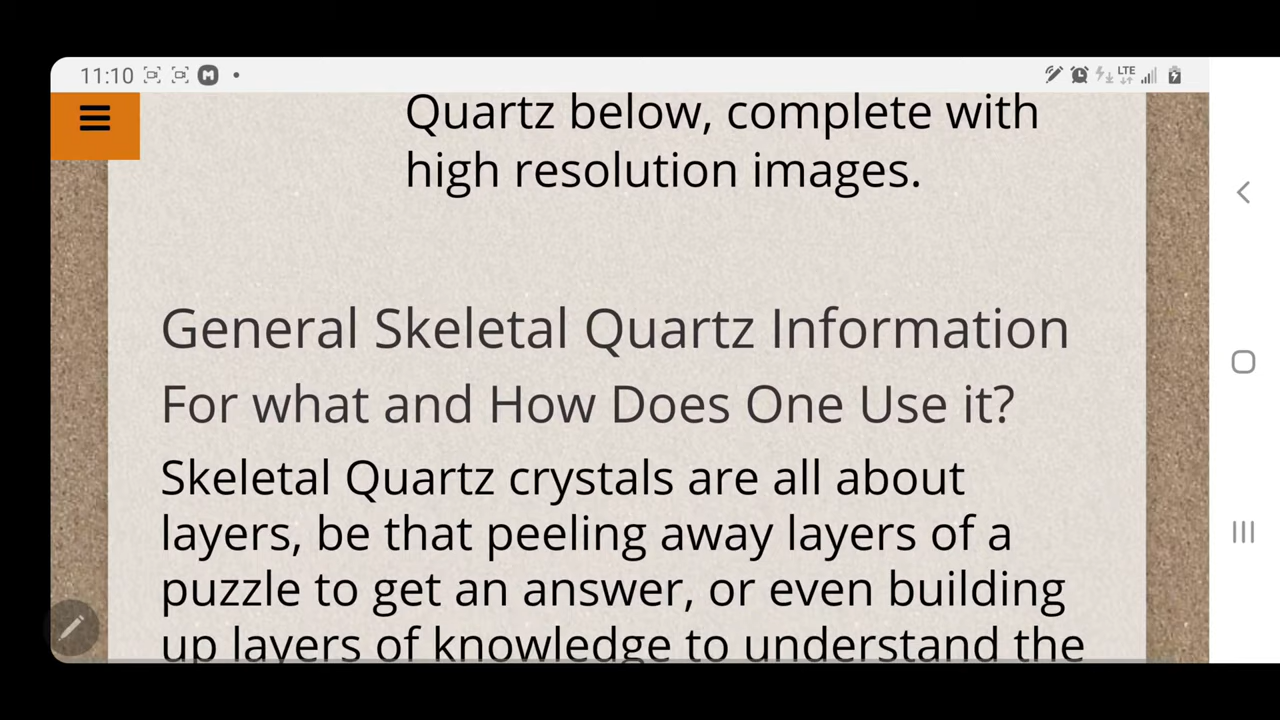 11:10
LTE
Quartz below, complete with
high resolution images.
General Skeletal Quartz Information
For what and How Does One Use it?
Skeletal Quartz crystals are all about
layers, be that peeling away layers of a
puzzle to get an answer, or even building
up layers of knowledge to understand the